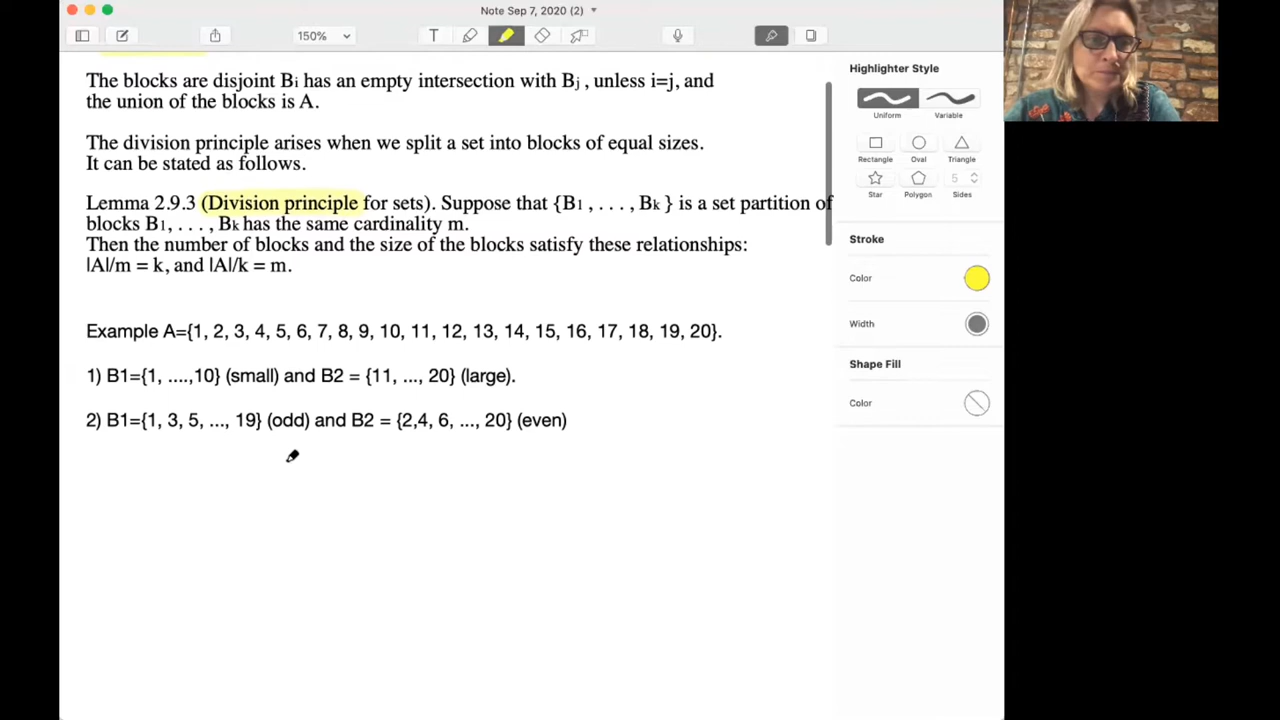 Note Sep 7, 2020 (2)
150%
T
The blocks are disjoint Bi has an empty intersection with Bj , unless i=j, and
the union of the blocks is A.
The division principle arises when we split a set into blocks of equal sizes.
It can be stated as follows.
Lemma 2.9.3 (Division principle for sets). Suppose that {B1 , . . . , Bk } is a set partition of
blocks B1, . . . , Bk has the same cardinality m.
Then the number of blocks and the size of the blocks satisfy these relationships:
|A|/m = k, and |A|/k = m.
Example A={1, 2, 3, 4, 5, 6, 7, 8, 9, 10, 11, 12, 13, 14, 15, 16, 17, 18, 19, 20}.
1) B1={1, ....,10} (small) and B2 = {11, ..., 20} (large).
2) B1={1, 3, 5, ..., 19} (odd) and B2 = {2,4, 6, ..., 20} (even)
Highlighter Style
Uniform Variable
Rectangle Oval Triangle
5
Star Polygon Sides
Stroke
Color
Width
Shape Fill
Color